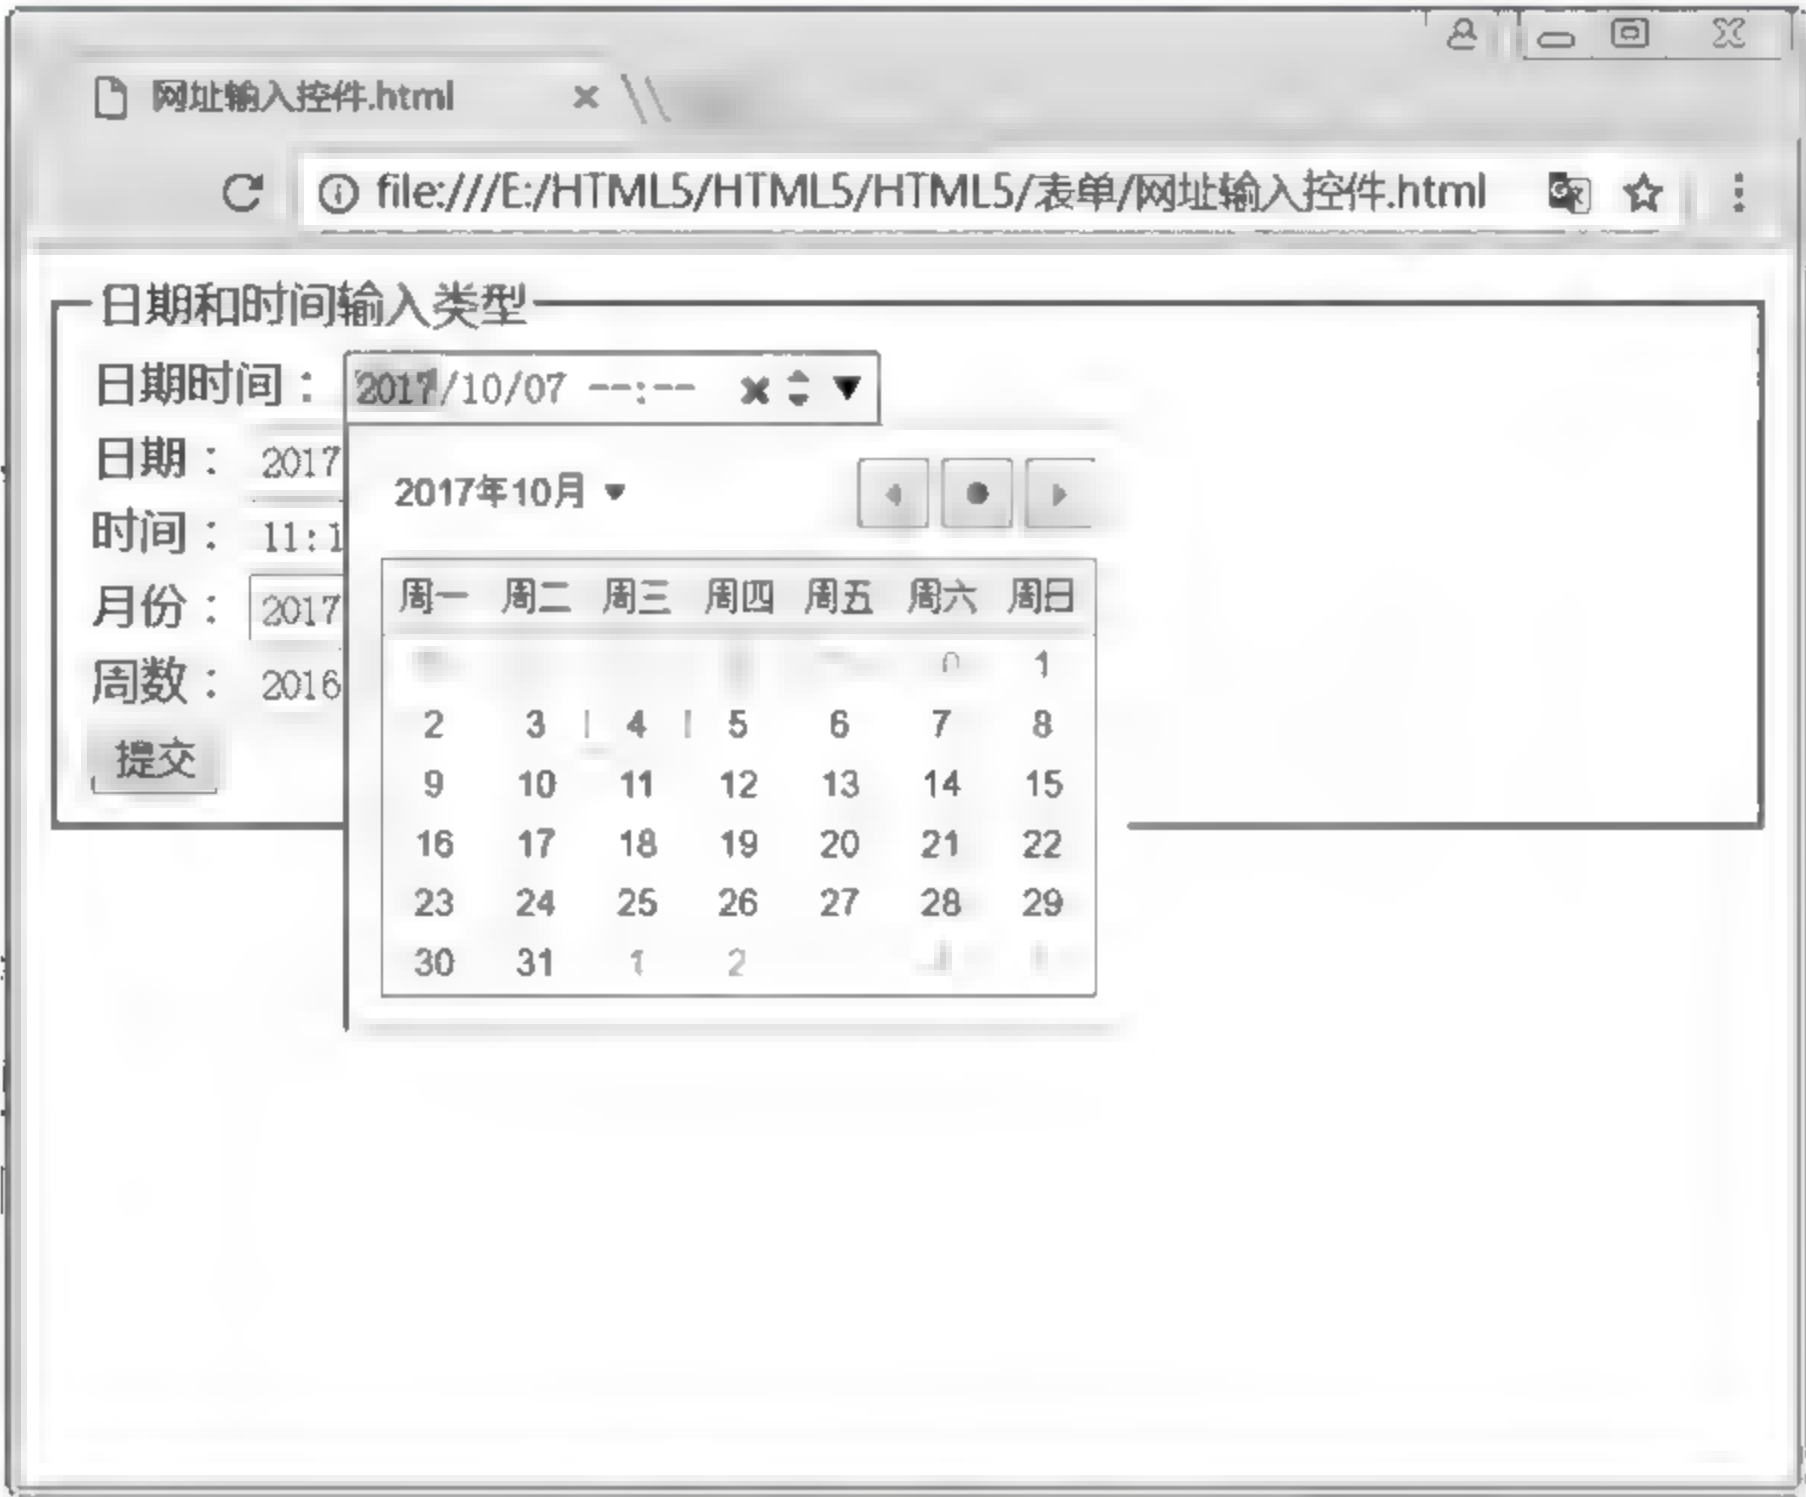 网址输入控件.html
file:///E:/HTML5/HTML5/HTML5/表单/网址输入控件.html
日期和时间输入类型
日期时间： 2017/10/07 --:--
日期： 2017
时间： 11:1
月份： 2017
周数： 2016
提交
2017年10月
周一 周二 周三 周四 周五 周六 周日
1
2 3 4 5 6 7 8
9 10 11 12 13 14 15
16 17 18 19 20 21 22
23 24 25 26 27 28 29
30 31 1 2